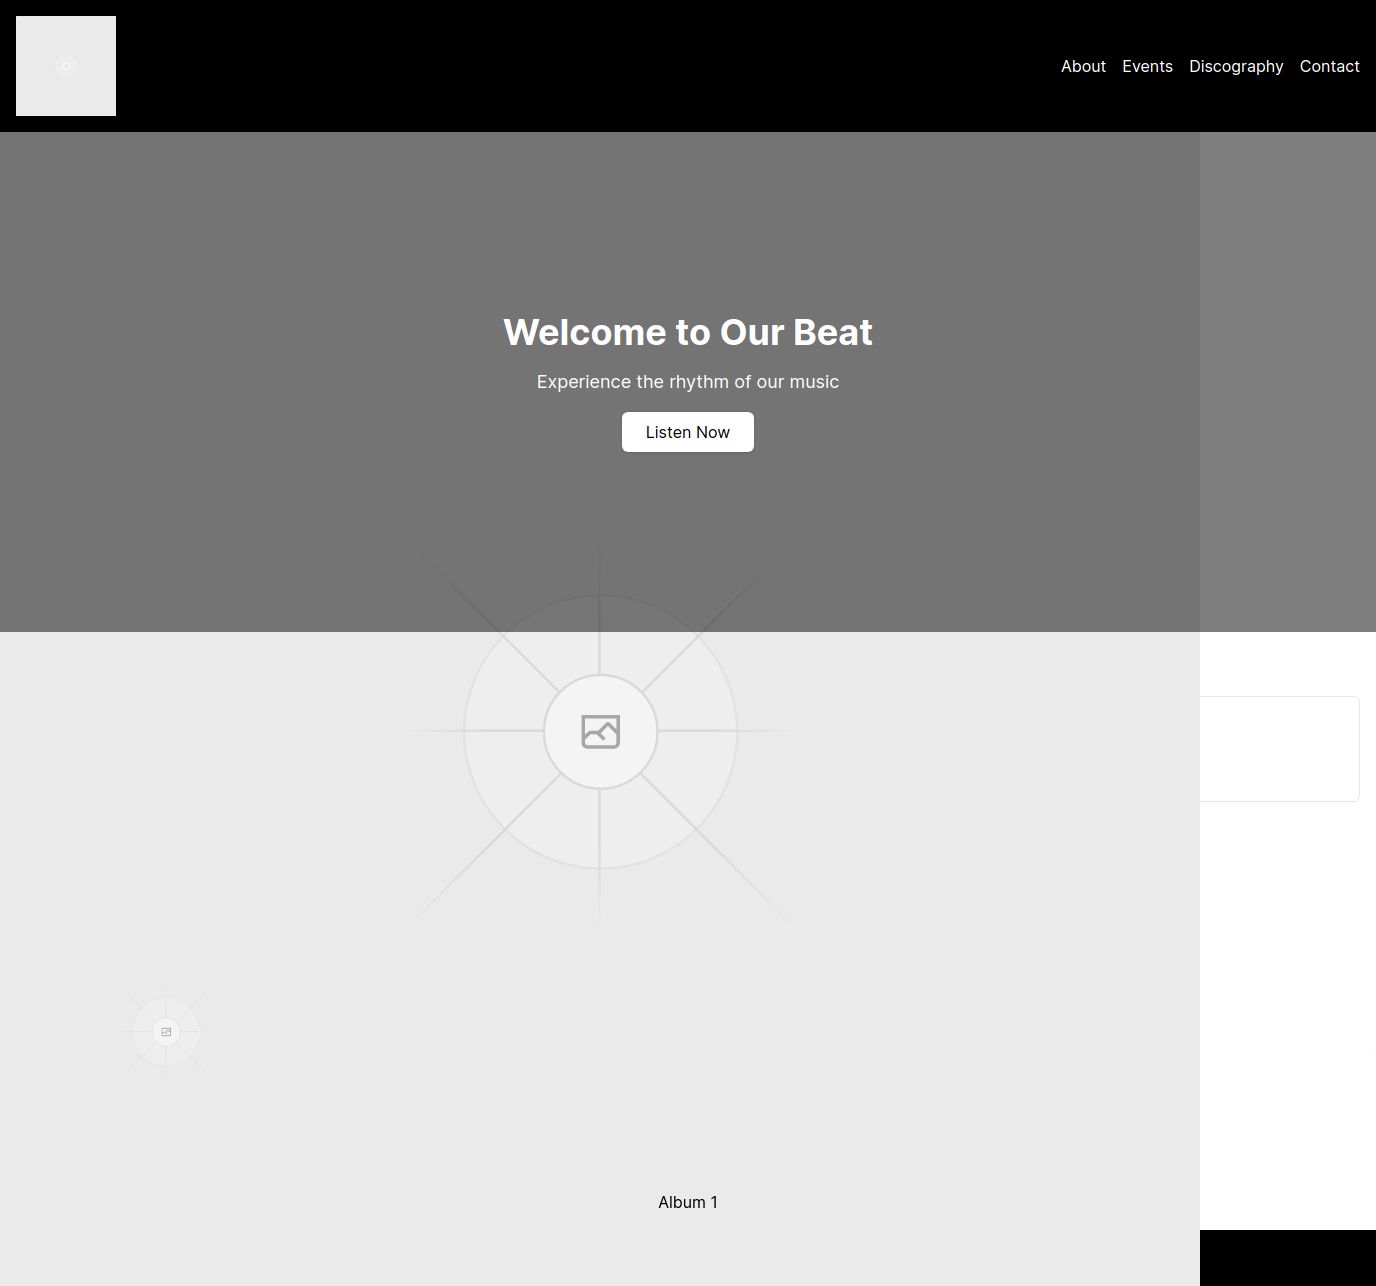 About Events Discography Contact
Welcome to Our Beat
Experience the rhythm of our music
Listen Now
Album 1